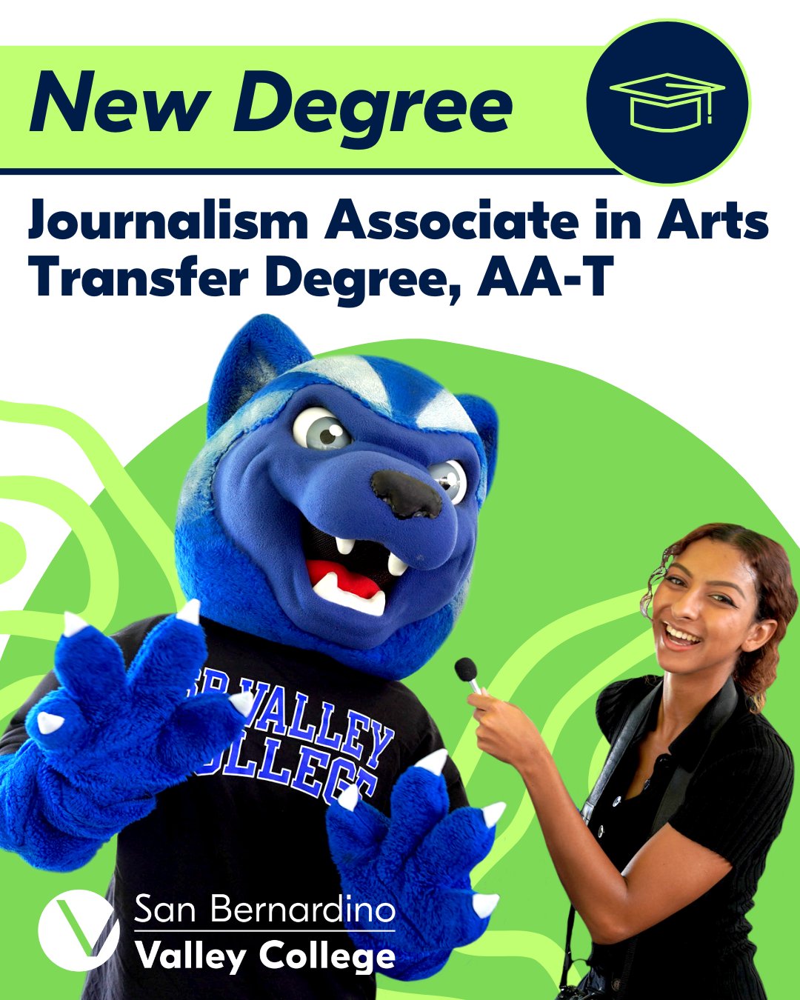 New Degree
Journalism Associate in Arts
Transfer Degree, AA-T
VALLEY
San Bernardino
Valley College